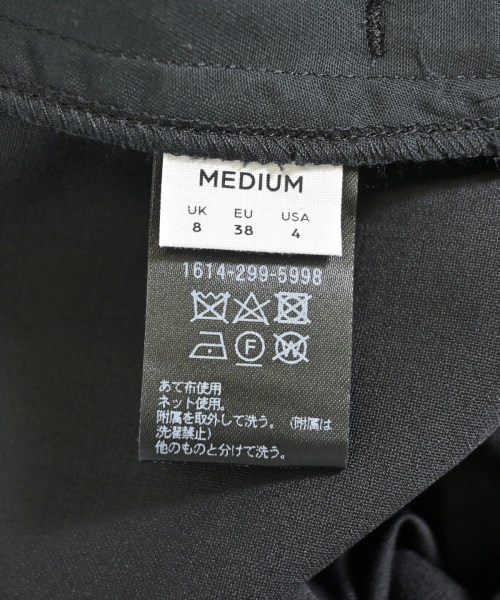 MEDIUM
UK EU USA
8 38 4
1614-299-5998
F W
あて布使用
ネット使用。
附属を取外して洗う。(附属は
洗濯禁止)
他のものと分けて洗う。